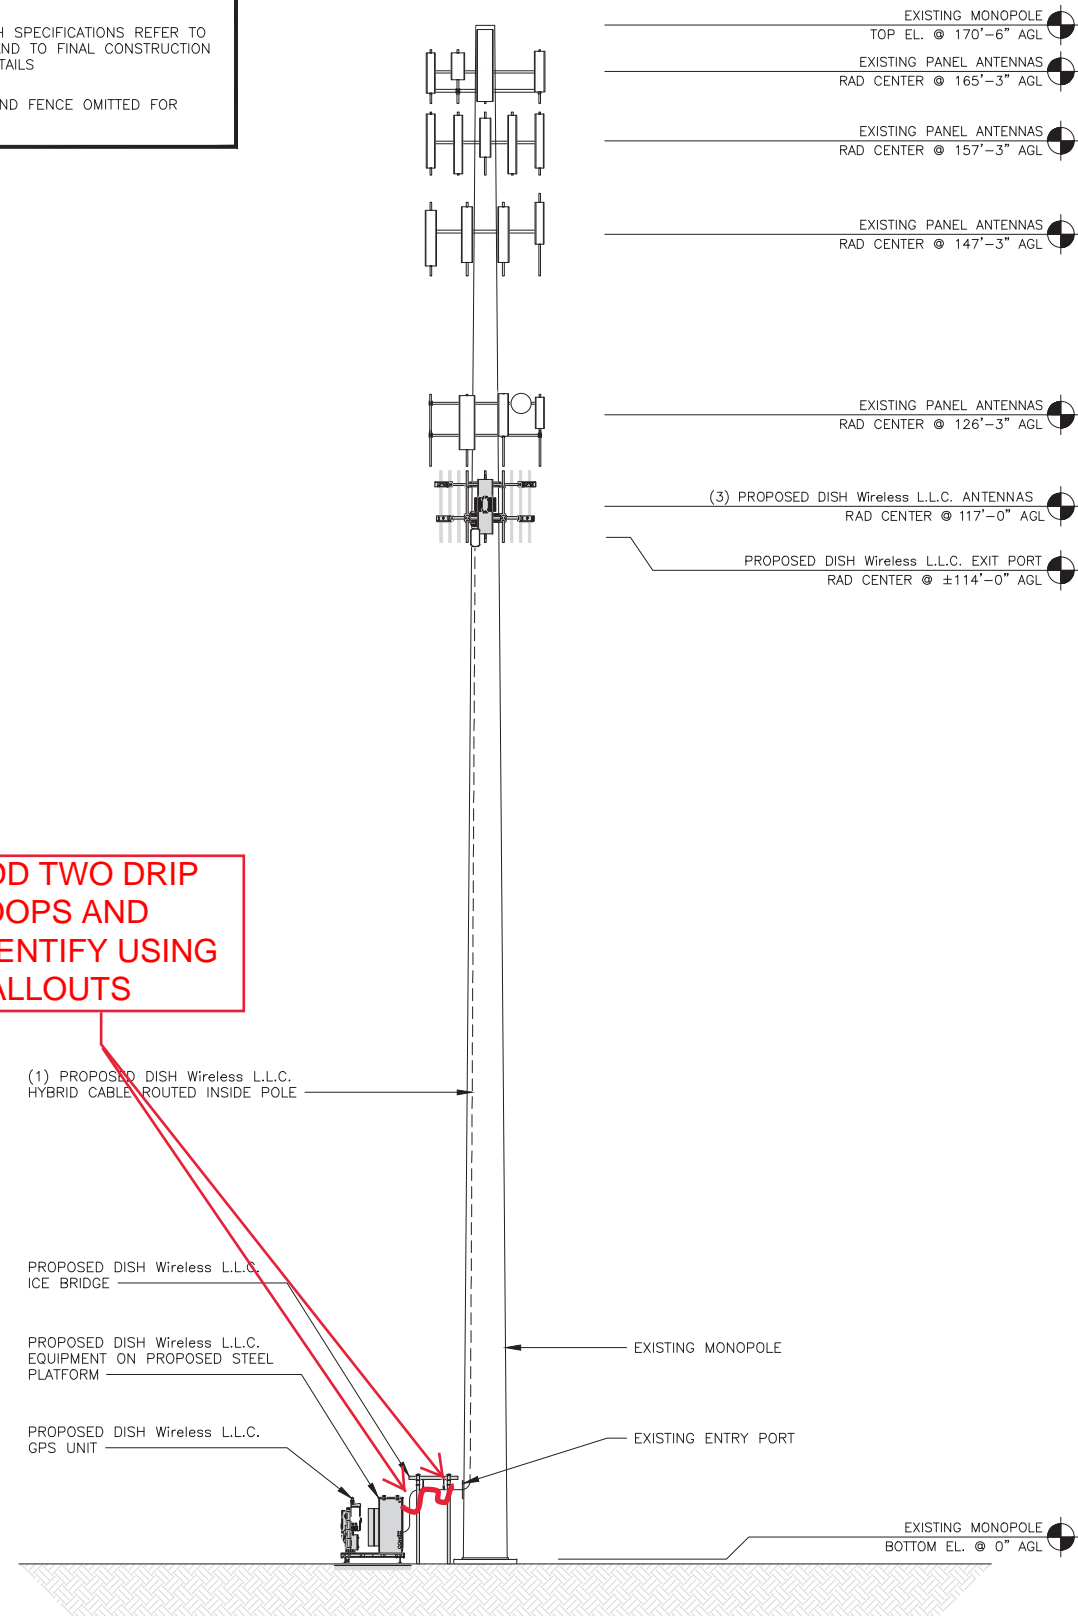 H SPECIFICATIONS REFER TO
AND TO FINAL CONSTRUCTION
TAILS
ND FENCE OMITTED FOR
EXISTING MONOPOLE
TOP EL. @ 170'-6" AGL
EXISTING PANEL ANTENNAS
RAD CENTER @ 165'-3" AGL
EXISTING PANEL ANTENNAS
RAD CENTER @ 157'-3" AGL
EXISTING PANEL ANTENNAS
RAD CENTER @ 147'-3" AGL
EXISTING PANEL ANTENNAS
RAD CENTER @ 126'-3" AGL
(3) PROPOSED DISH Wireless L.L.C. ANTENNAS
RAD CENTER @ 117'-0" AGL
PROPOSED DISH Wireless L.L.C. EXIT PORT
RAD CENTER @ ±114'-0" AGL
DD TWO DRIP
OOPS AND
ENTIFY USING
ALLOUTS
(1) PROPOSED DISH Wireless L.L.C.
HYBRID CABLE ROUTED INSIDE POLE
PROPOSED DISH Wireless L.L.C.
ICE BRIDGE
PROPOSED DISH Wireless L.L.C.
EQUIPMENT ON PROPOSED STEEL
PLATFORM
EXISTING MONOPOLE
PROPOSED DISH Wireless L.L.C.
GPS UNIT
EXISTING ENTRY PORT
EXISTING MONOPOLE
BOTTOM EL. @ 0" AGL